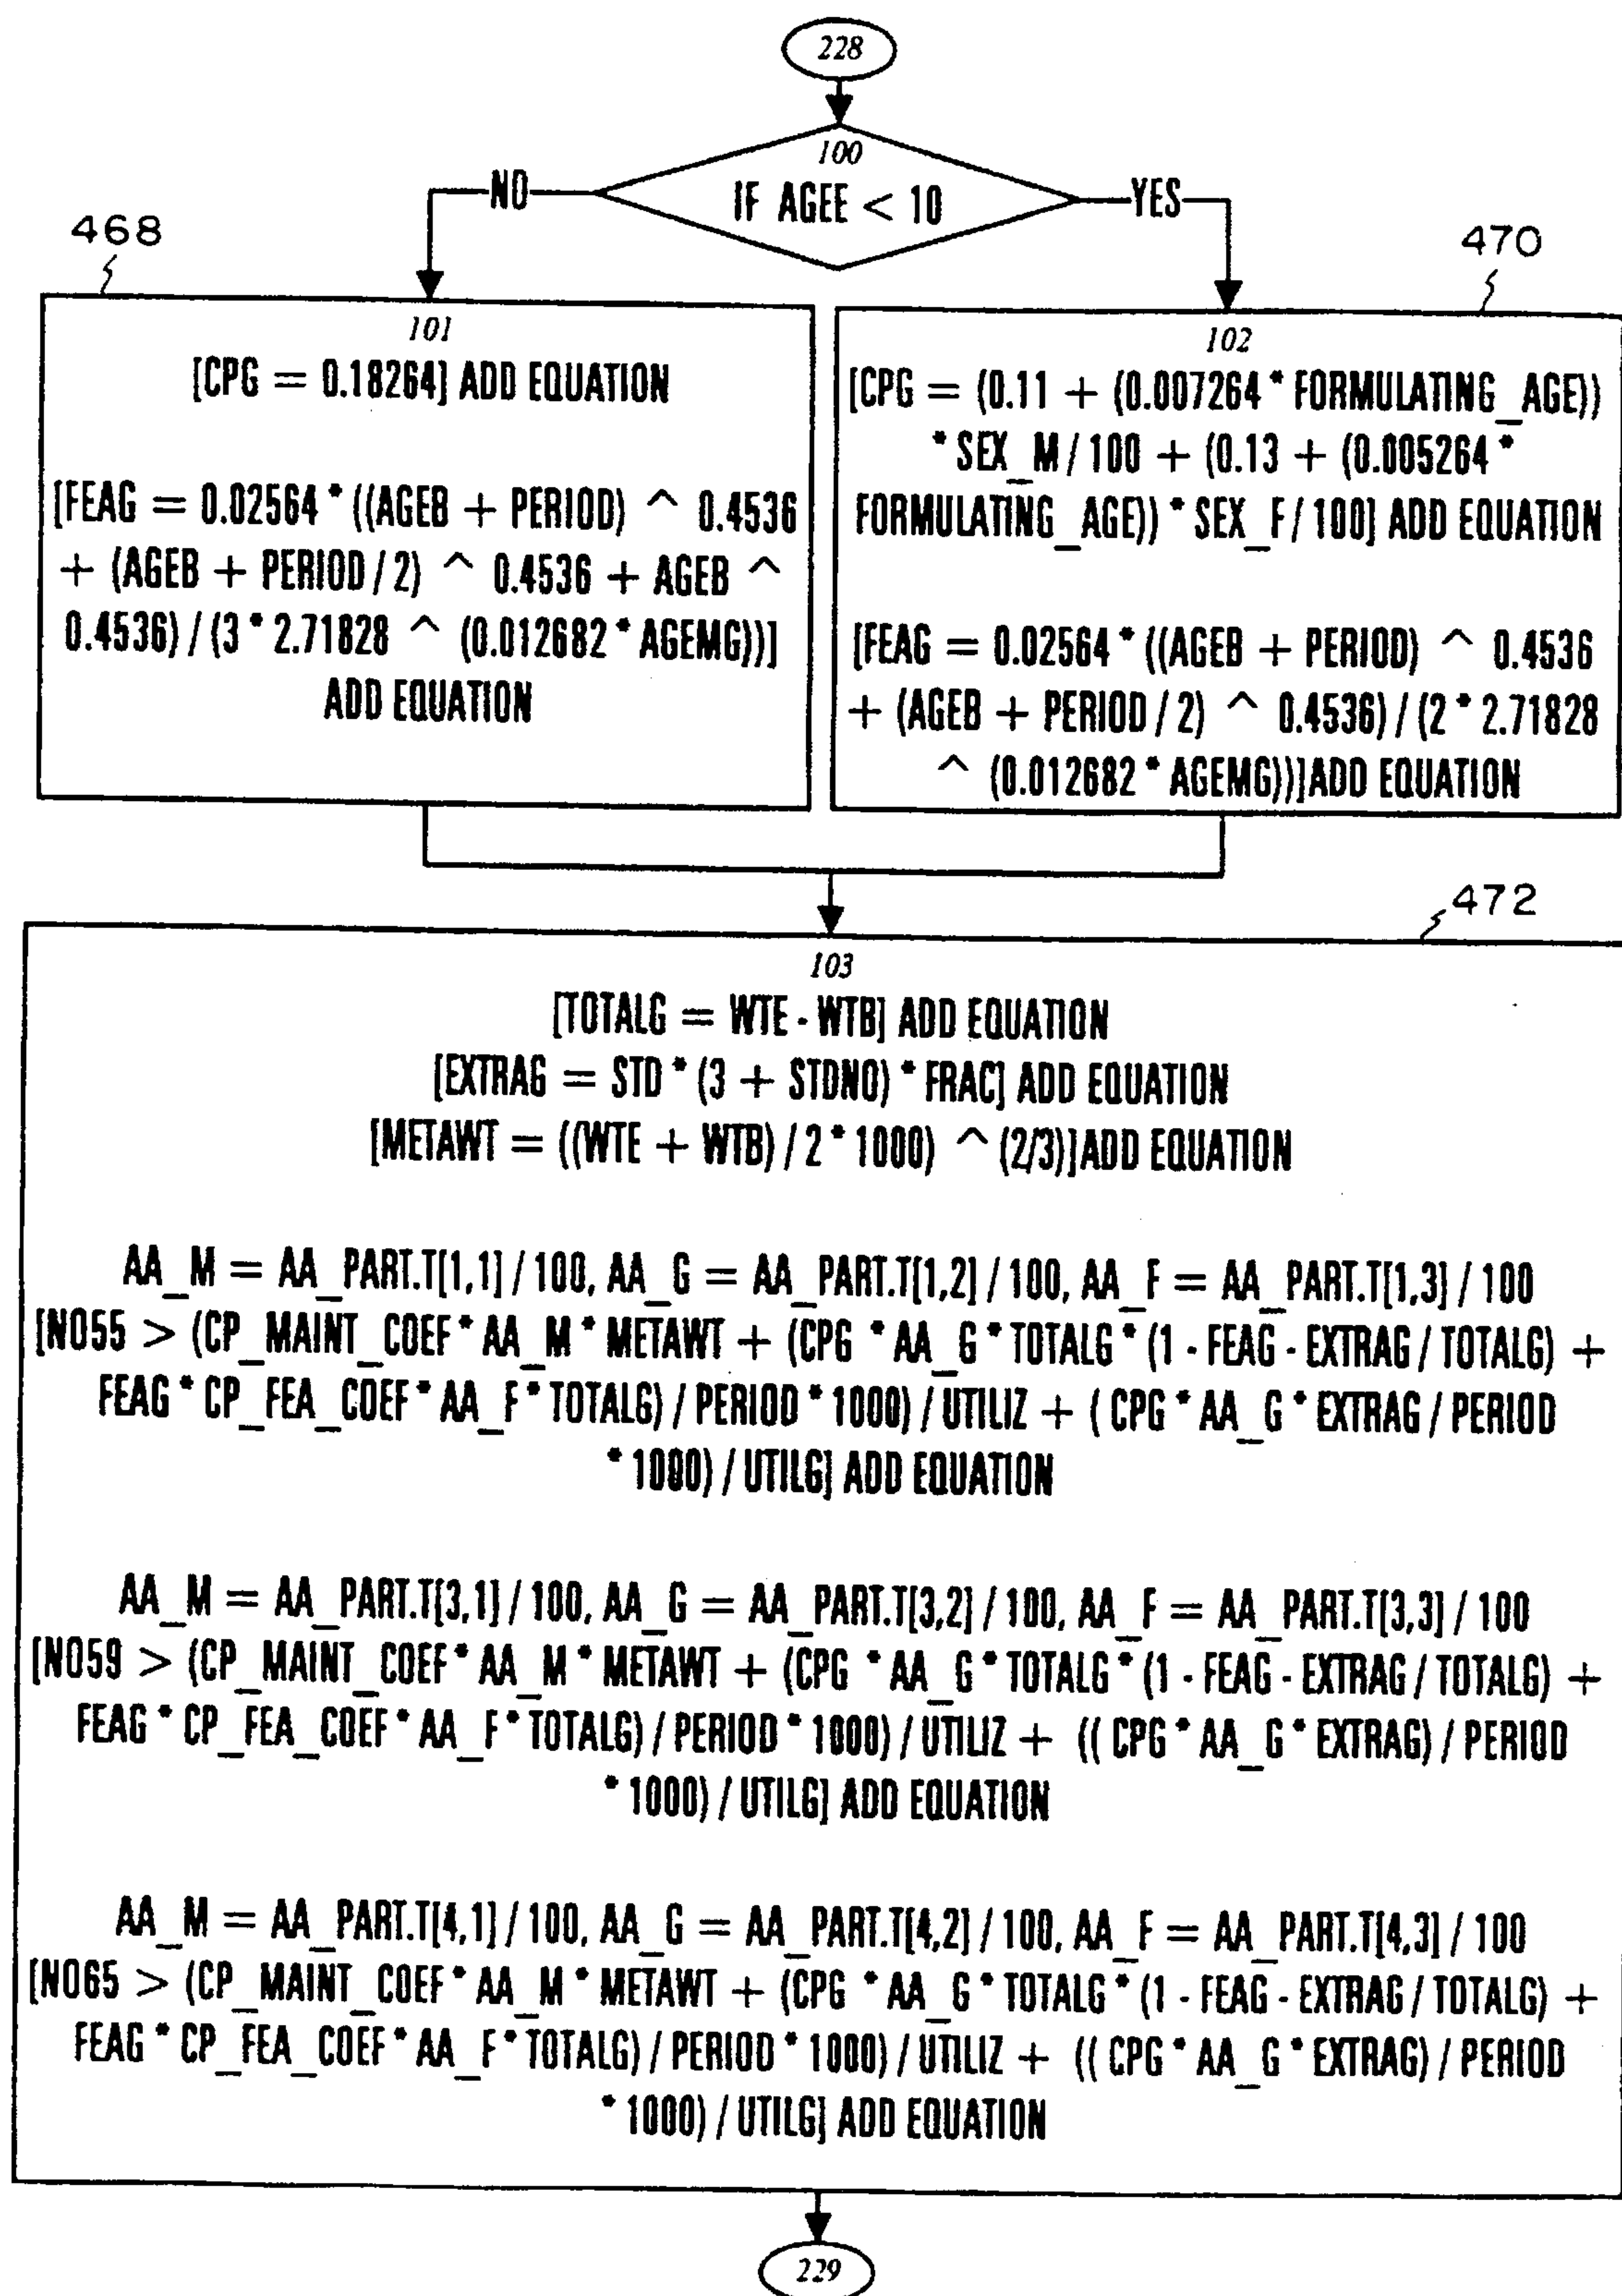 228
100
IF AGEE < 10
NO
YES
468
101
[CPG = 0.18264] ADD EQUATION
[FEAG = 0.02564 * ((AGEB + PERIOD) ^ 0.4536
+ (AGEB + PERIOD / 2) ^ 0.4536 + AGEB ^
0.4536) / (3 * 2.71828 ^ (0.012682 * AGEMG))]
ADD EQUATION
470
102
[CPG = (0.11 + (0.007264 * FORMULATING_AGE))
* SEX_M / 100 + (0.13 + (0.005264 *
FORMULATING_AGE)) * SEX_F / 100] ADD EQUATION
[FEAG = 0.02564 * ((AGEB + PERIOD) ^ 0.4536
+ (AGEB + PERIOD / 2) ^ 0.4536) / (2 * 2.71828
^ (0.012682 * AGEMG))]ADD EQUATION
472
103
[TOTALG = WTE - WTB] ADD EQUATION
[EXTRAG = STD * (3 + STDNO) * FRAC] ADD EQUATION
[METAWT = ((WTE + WTB) / 2 * 1000) ^ (2/3)]ADD EQUATION
AA_M = AA_PART.T[1,1] / 100, AA_G = AA_PART.T[1,2] / 100, AA_F = AA_PART.T[1,3] / 100
[NO55 > (CP_MAINT_COEF * AA_M * METAWT + (CPG * AA_G * TOTALG * (1 - FEAG - EXTRAG / TOTALG) +
FEAG * CP_FEA_COEF * AA_F * TOTALG) / PERIOD * 1000) / UTILIZ + ( CPG * AA_G * EXTRAG / PERIOD
* 1000) / UTILG] ADD EQUATION
AA_M = AA_PART.T[3,1] / 100, AA_G = AA_PART.T[3,2] / 100, AA_F = AA_PART.T[3,3] / 100
[NO59 > (CP_MAINT_COEF * AA_M * METAWT + (CPG * AA_G * TOTALG * (1 - FEAG - EXTRAG / TOTALG) +
FEAG * CP_FEA_COEF * AA_F * TOTALG) / PERIOD * 1000) / UTILIZ + (( CPG * AA_G * EXTRAG) / PERIOD
* 1000) / UTILG] ADD EQUATION
AA_M = AA_PART.T[4,1] / 100, AA_G = AA_PART.T[4,2] / 100, AA_F = AA_PART.T[4,3] / 100
[NO65 > (CP_MAINT_COEF * AA_M * METAWT + (CPG * AA_G * TOTALG * (1 - FEAG - EXTRAG / TOTALG) +
FEAG * CP_FEA_COEF * AA_F * TOTALG) / PERIOD * 1000) / UTILIZ + (( CPG * AA_G * EXTRAG) / PERIOD
* 1000) / UTILG] ADD EQUATION
229